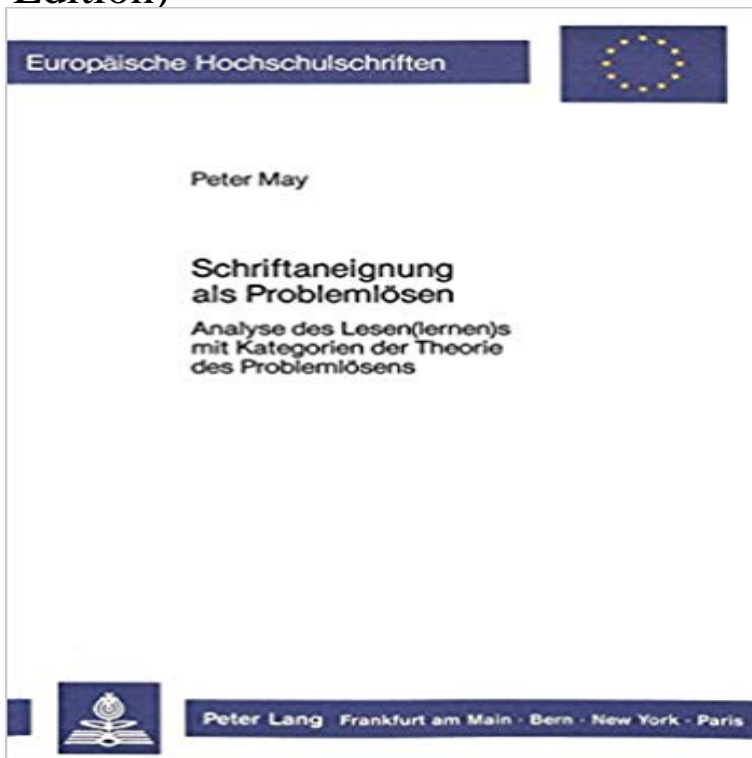 Edition)
Europäische Hochschulschriften
Peter May
Schriftaneignung
als Problemlösen
Analyse des Lesen(lernen)s
mit Kategorien der Theorie
des Problemlösens
Peter Lang Frankfurt am Main · Bern · New York · Paris